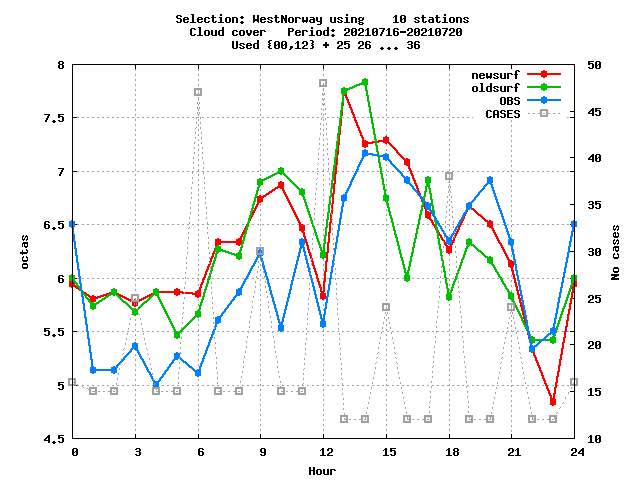 Selection: WestNorway using    10 stations
Cloud cover   Period: 20210716-20210720
Used {00,12} + 25 26 ... 36
newsurf
oldsurf
OBS
CASES
8
7.5
7
6.5
6
5.5
5
4.5
octas
50
45
40
35
30
25
20
15
10
No cases
0 3 6 9 12 15 18 21 24
Hour